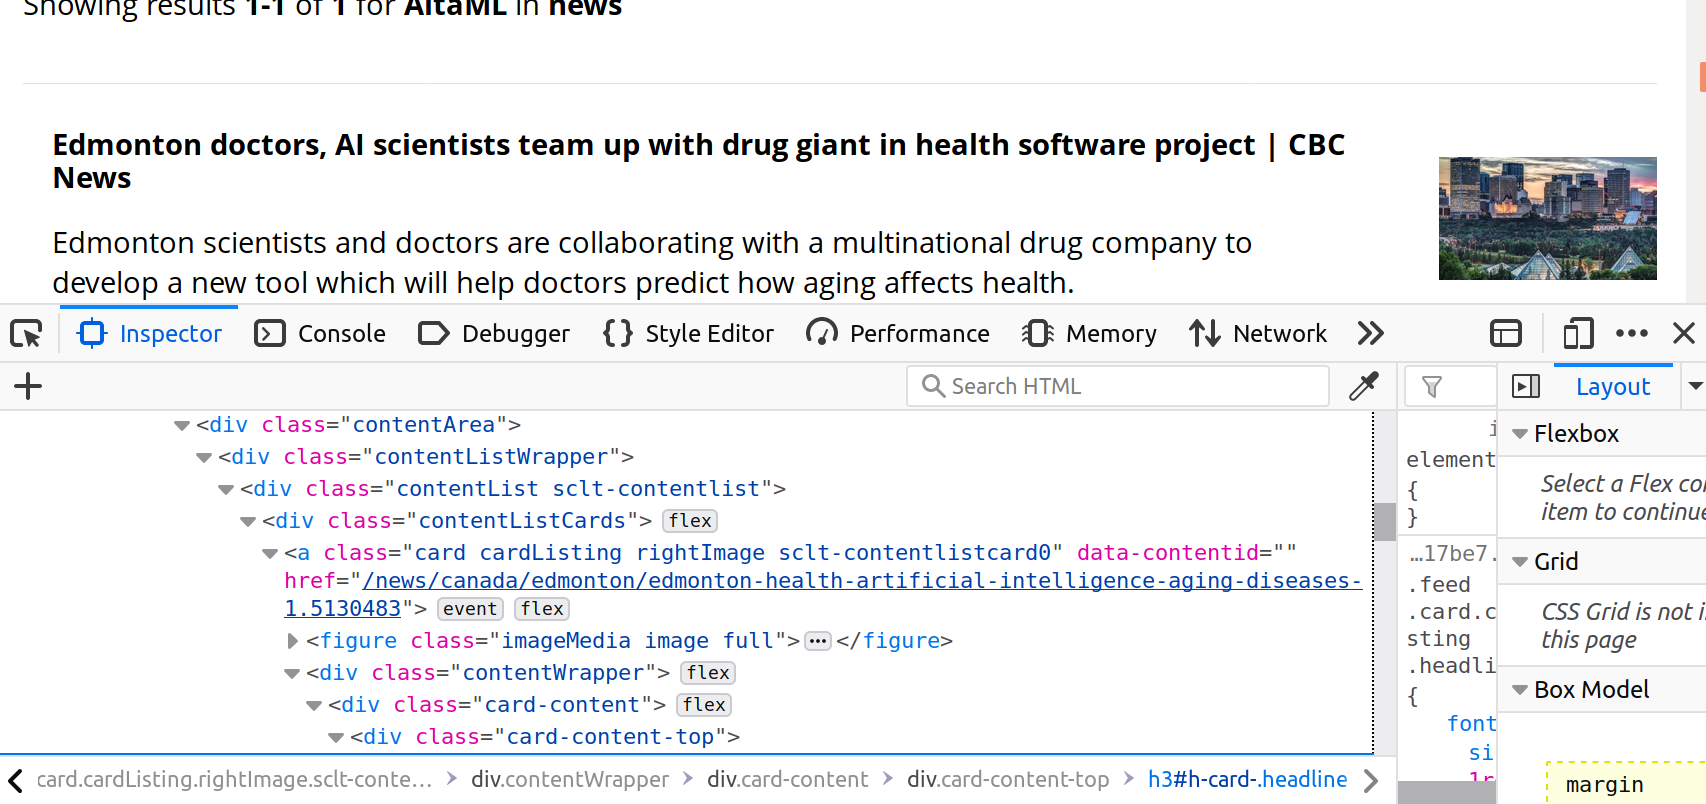 Showing results 1-1 of 1 for AltaML in news
Edmonton doctors, AI scientists team up with drug giant in health software project | CBC
News
Edmonton scientists and doctors are collaborating with a multinational drug company to
develop a new tool which will help doctors predict how aging affects health.
Inspector Console Debugger Style Editor Performance Memory Network
Search HTML
Layout
<div class="contentArea">
<div class="contentListWrapper">
<div class="contentList sclt-contentlist">
<div class="contentListCards"> flex
<a class="card cardListing rightImage sclt-contentlistcard0" data-contentid=""
href="/news/canada/edmonton/edmonton-health-artificial-intelligence-aging-diseases-
1.5130483"> event flex
<figure class="imageMedia image full">…</figure>
<div class="contentWrapper"> flex
<div class="card-content"> flex
<div class="card-content-top">
card.cardListing.rightImage.sclt-conte… div.contentWrapper div.card-content div.card-content-top h3#h-card-.headline
element
{
}
…17be7.
.feed
.card.c
sting
.headli
{
font
si
1r
Flexbox
Select a Flex co
item to continue
Grid
CSS Grid is not i
this page
Box Model
margin